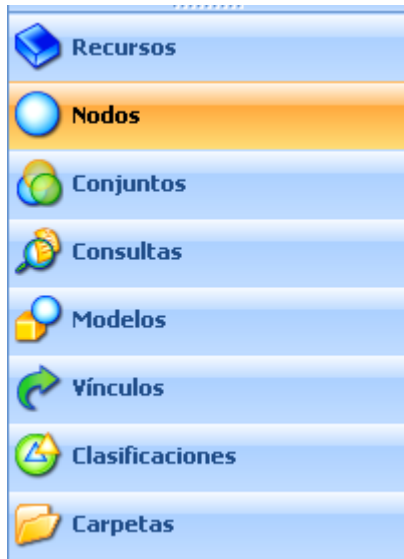 Recursos
Nodos
Conjuntos
Consultas
Modelos
Vínculos
Clasificaciones
Carpetas